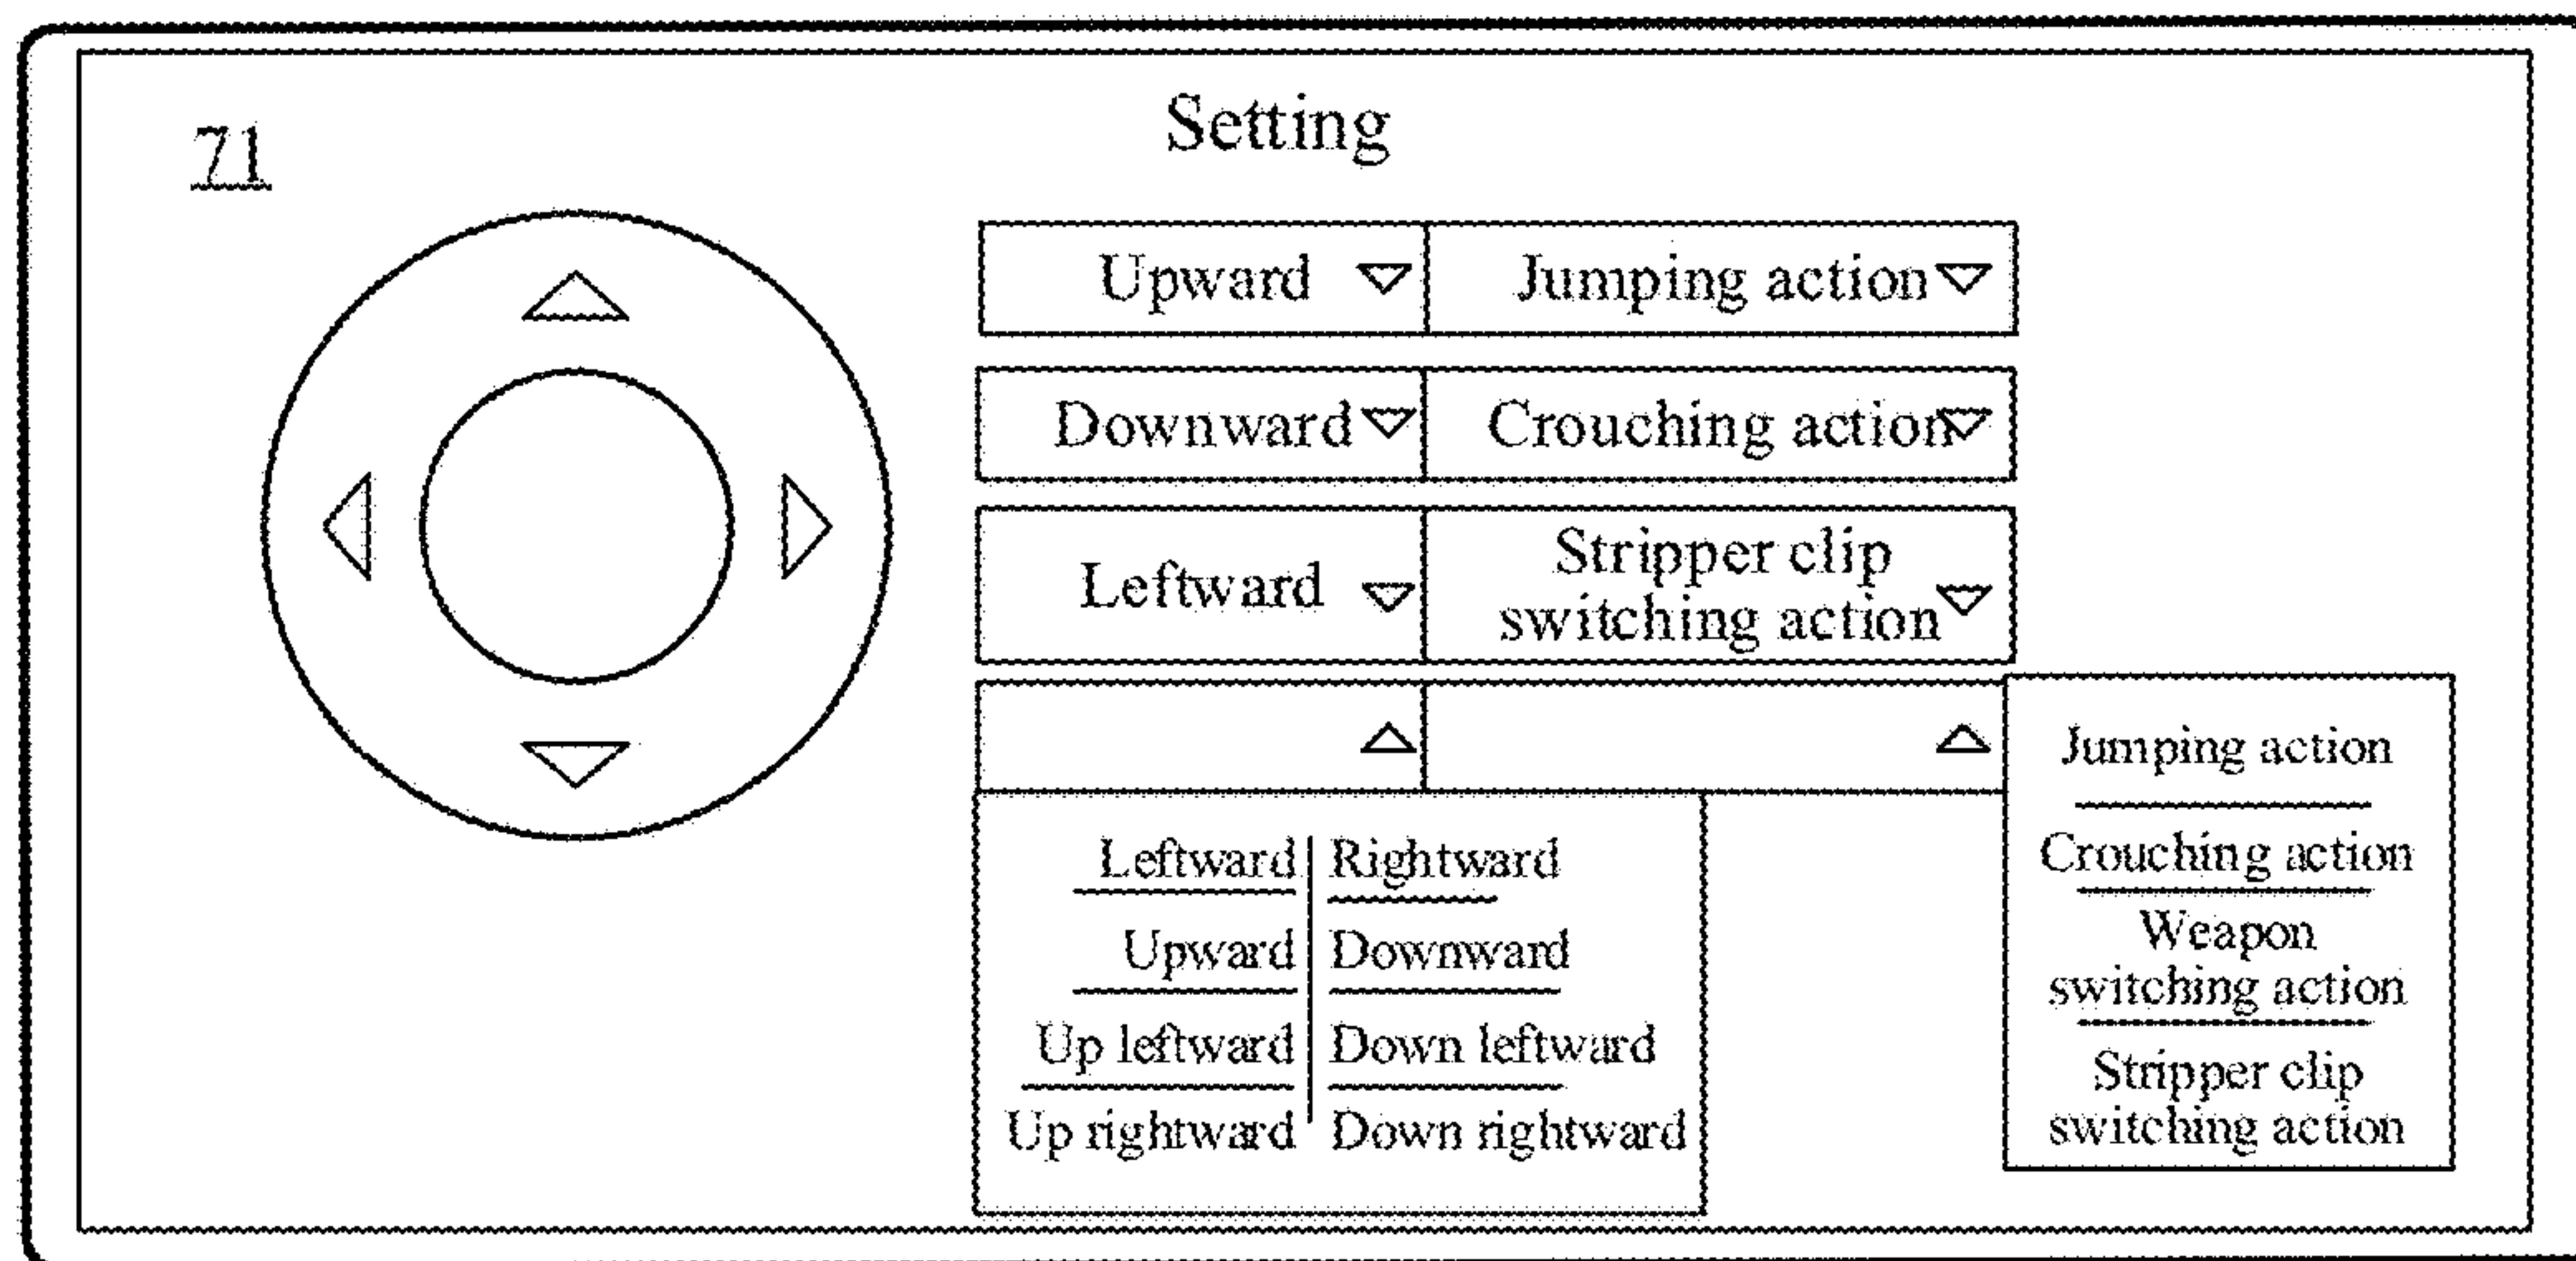 Setting
71
Upward Jumping action
Downward Crouching action
Leftward Stripper clip
switching action
Leftward Rightward
Upward Downward
Up leftward Down leftward
Up rightward Down rightward
Jumping action
Crouching action
Weapon
switching action
Stripper clip
switching action